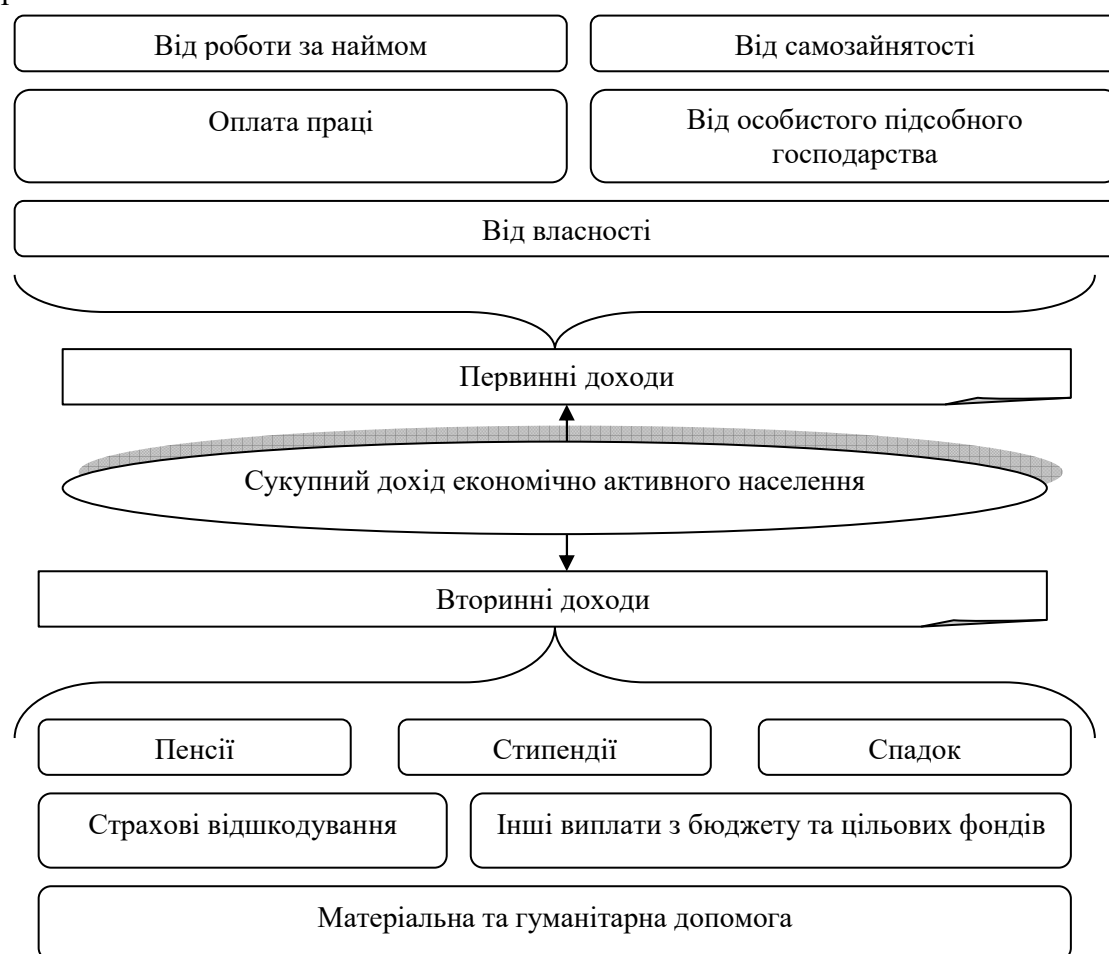 Від роботи за наймом
Від самозайнятості
Оплата праці
Від особистого підсобного
господарства
Від власності
Первинні доходи
Сукупний дохід економічно активного населення
Вторинні доходи
Пенсії
Стипендії
Спадок
Страхові відшкодування
Інші виплати з бюджету та цільових фондів
Матеріальна та гуманітарна допомога